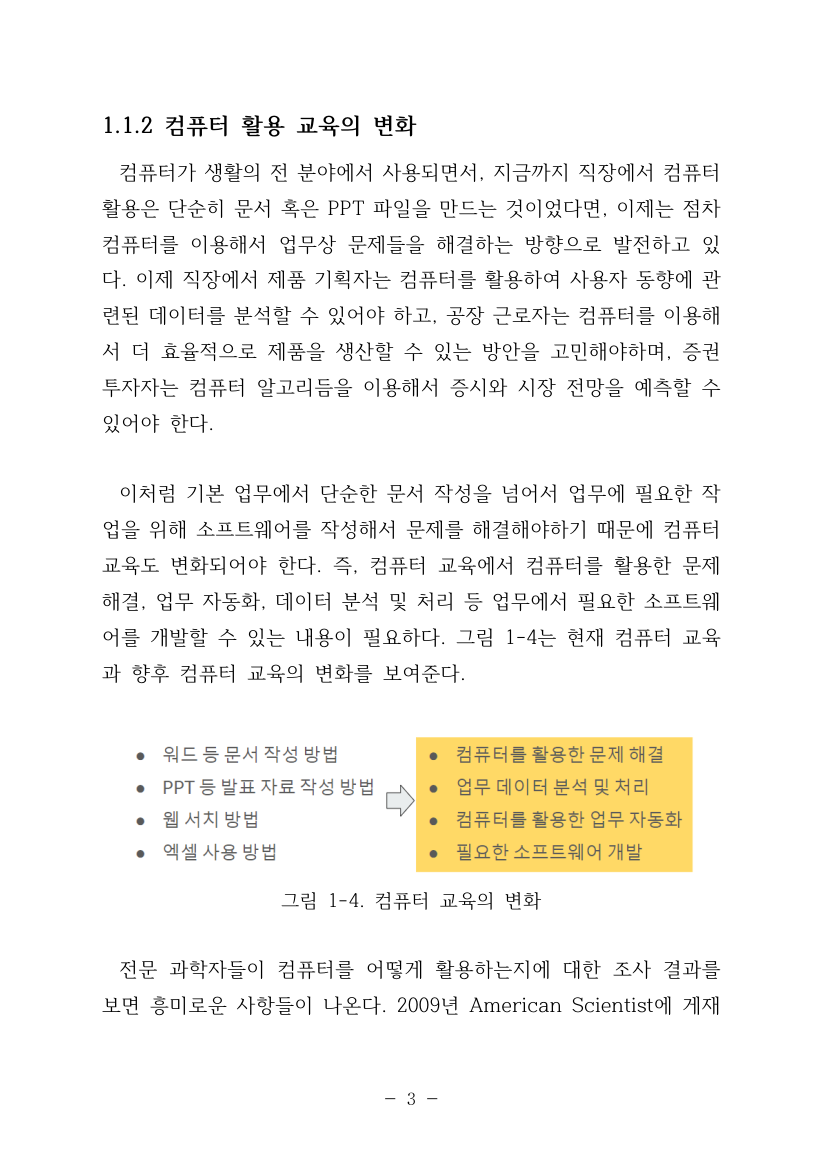 1.1.2 컴퓨터 활용 교육의 변화
컴퓨터가 생활의 전 분야에서 사용되면서, 지금까지 직장에서 컴퓨터
활용은 단순히 문서 혹은 PPT 파일을 만드는 것이었다면, 이제는 점차
컴퓨터를 이용해서 업무상 문제들을 해결하는 방향으로 발전하고 있
다. 이제 직장에서 제품 기획자는 컴퓨터를 활용하여 사용자 동향에 관
련된 데이터를 분석할 수 있어야 하고, 공장 근로자는 컴퓨터를 이용해
서 더 효율적으로 제품을 생산할 수 있는 방안을 고민해야하며, 증권
투자자는 컴퓨터 알고리듬을 이용해서 증시와 시장 전망을 예측할 수
있어야 한다.
이처럼 기본 업무에서 단순한 문서 작성을 넘어서 업무에 필요한 작
업을 위해 소프트웨어를 작성해서 문제를 해결해야하기 때문에 컴퓨터
교육도 변화되어야 한다. 즉, 컴퓨터 교육에서 컴퓨터를 활용한 문제
해결, 업무 자동화, 데이터 분석 및 처리 등 업무에서 필요한 소프트웨
어를 개발할 수 있는 내용이 필요하다. 그림 1-4는 현재 컴퓨터 교육
과 향후 컴퓨터 교육의 변화를 보여준다.
● 워드 등 문서 작성 방법
● PPT 등 발표 자료 작성 방법
● 웹 서치 방법
● 엑셀 사용 방법
● 컴퓨터를 활용한 문제 해결
● 업무 데이터 분석 및 처리
● 컴퓨터를 활용한 업무 자동화
● 필요한 소프트웨어 개발
그림 1-4. 컴퓨터 교육의 변화
전문 과학자들이 컴퓨터를 어떻게 활용하는지에 대한 조사 결과를
보면 흥미로운 사항들이 나온다. 2009년 American Scientist에 게재
- 3 -